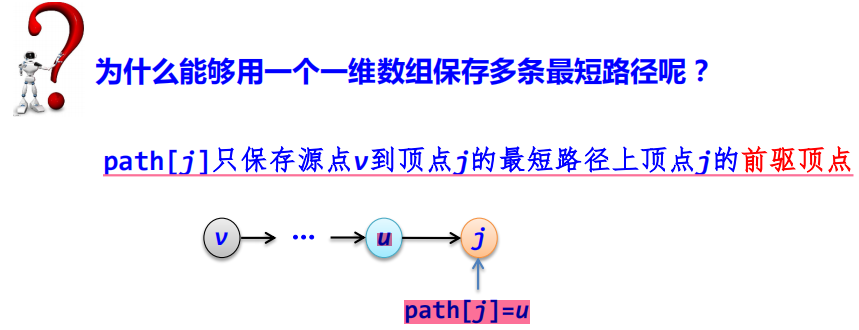 为什么能够用一个一维数组保存多条最短路径呢？
path[j]只保存源点v到顶点j的最短路径上顶点j的前驱顶点
v … u j
path[j]=u